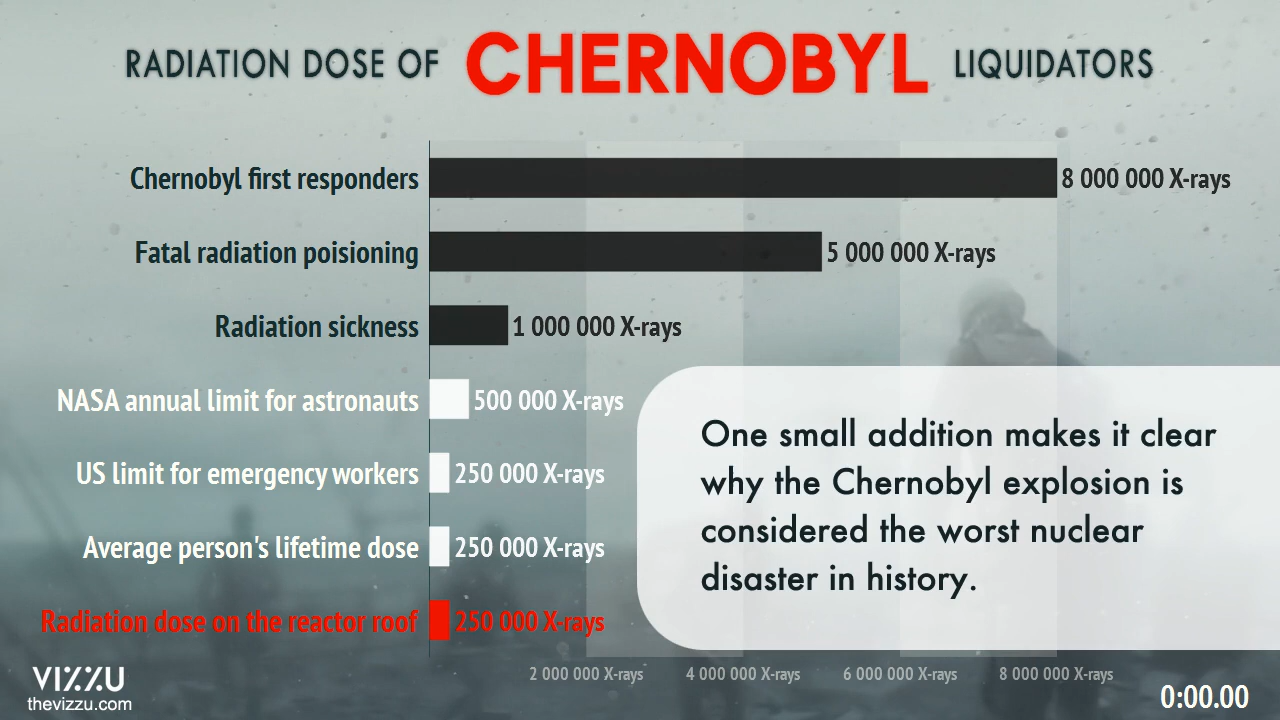 RADIATION DOSE OF CHERNOBYL LIQUIDATORS
Chernobyl first responders 8 000 000 X-rays
Fatal radiation poisioning 5 000 000 X-rays
Radiation sickness 1 000 000 X-rays
NASA annual limit for astronauts 500 000 X-rays
US limit for emergency workers 250 000 X-rays
Average person's lifetime dose 250 000 X-rays
Radiation dose on the reactor roof 250 000 X-rays
One small addition makes it clear
why the Chernobyl explosion is
considered the worst nuclear
disaster in history.
2 000 000 X-rays 4 000 000 X-rays 6 000 000 X-rays 8 000 000 X-rays
VIZZU
thevizzu.com
0:00.00